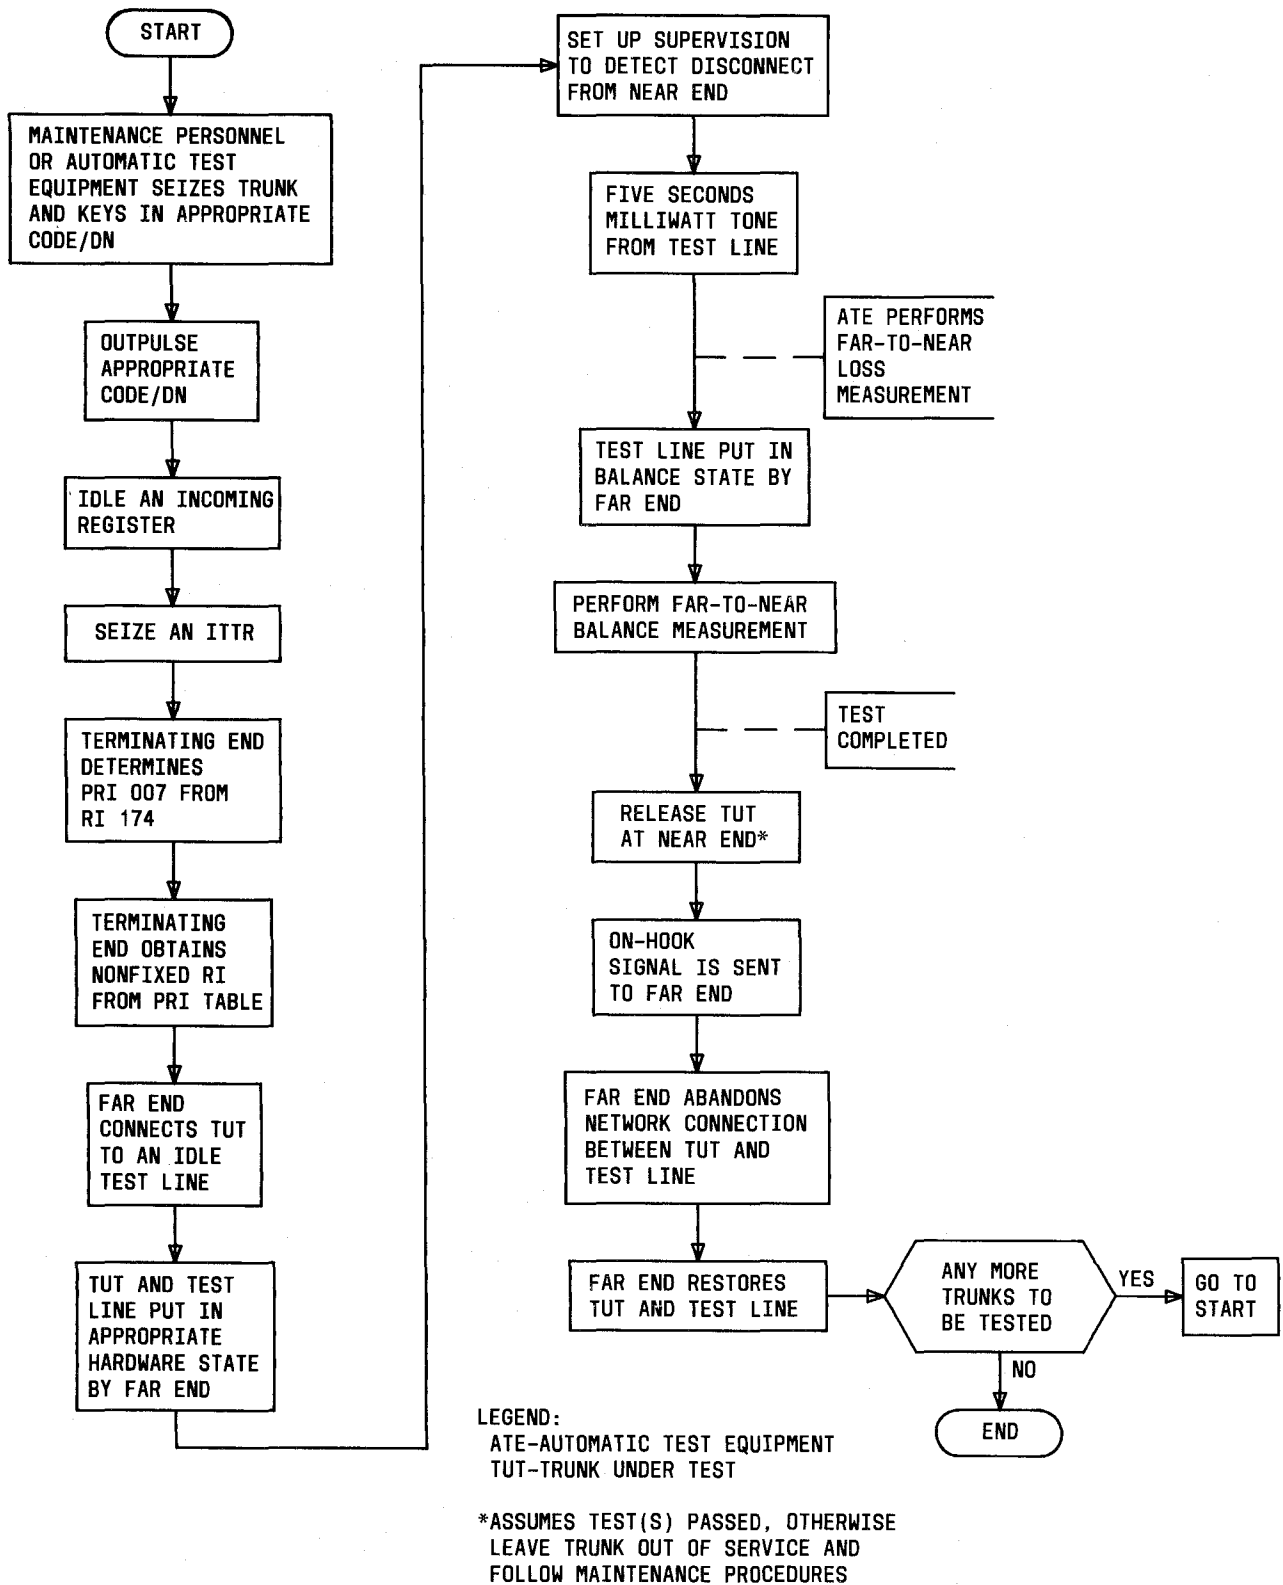 START
MAINTENANCE PERSONNEL
OR AUTOMATIC TEST
EQUIPMENT SEIZES TRUNK
AND KEYS IN APPROPRIATE
CODE/DN
OUTPULSE
APPROPRIATE
CODE/DN
IDLE AN INCOMING
REGISTER
SEIZE AN ITTR
TERMINATING END
DETERMINES
PRI 007 FROM
RI 174
TERMINATING
END OBTAINS
NONFIXED RI
FROM PRI TABLE
FAR END
CONNECTS TUT
TO AN IDLE
TEST LINE
TUT AND TEST
LINE PUT IN
APPROPRIATE
HARDWARE STATE
BY FAR END
SET UP SUPERVISION
TO DETECT DISCONNECT
FROM NEAR END
FIVE SECONDS
MILLIWATT TONE
FROM TEST LINE
ATE PERFORMS
FAR-TO-NEAR
LOSS
MEASUREMENT
TEST LINE PUT IN
BALANCE STATE BY
FAR END
PERFORM FAR-TO-NEAR
BALANCE MEASUREMENT
TEST
COMPLETED
RELEASE TUT
AT NEAR END*
ON-HOOK
SIGNAL IS SENT
TO FAR END
FAR END ABANDONS
NETWORK CONNECTION
BETWEEN TUT AND
TEST LINE
FAR END RESTORES
TUT AND TEST LINE
ANY MORE
TRUNKS TO
BE TESTED
YES
GO TO
START
NO
END
LEGEND:
ATE-AUTOMATIC TEST EQUIPMENT
TUT-TRUNK UNDER TEST
*ASSUMES TEST(S) PASSED, OTHERWISE
LEAVE TRUNK OUT OF SERVICE AND
FOLLOW MAINTENANCE PROCEDURES